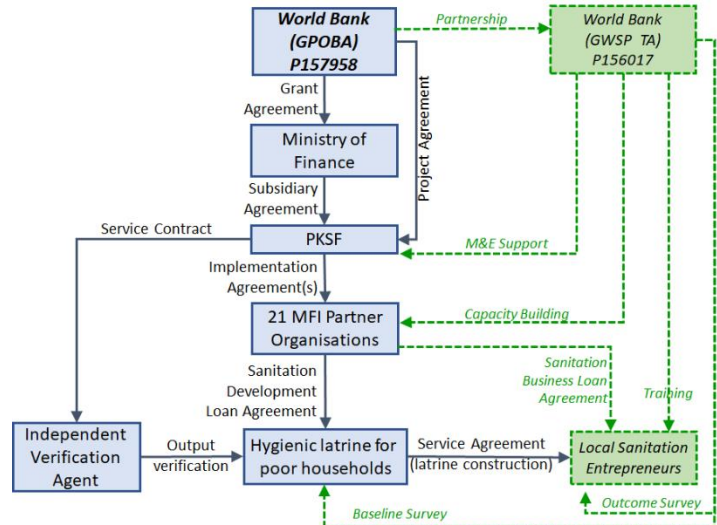 World Bank
(GPOBA)
P157958
Partnership
World Bank
(GWSP TA)
P156017
Grant
Agreement
Project Agreement
Ministry of
Finance
Subsidiary
Agreement
Service Contract
PKSF
M&E Support
Implementation
Agreement(s)
21 MFI Partner
Organisations
Capacity Building
Sanitation
Development
Loan Agreement
Sanitation
Business Loan
Agreement
Training
Independent
Verification
Agent
Output
verification
Hygienic latrine for
poor households
Service Agreement
(latrine construction)
Local Sanitation
Entrepreneurs
Baseline Survey
Outcome Survey